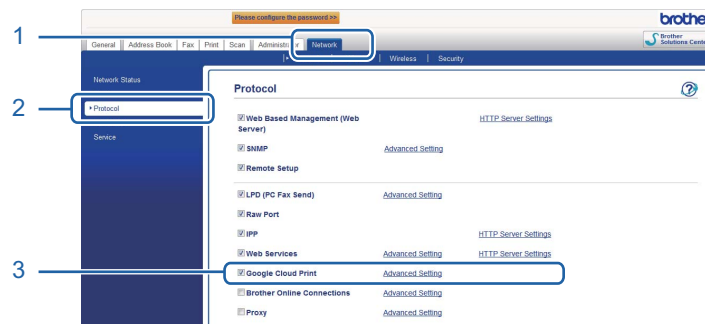 Please configure the password >>
brother
1
General Address Book Fax Print Scan Administrator Network
Brother
Solutions Center
Wireless Security
Network Status
Protocol
2
Protocol
Web Based Management (Web HTTP Server Settings
Server)
Service
SNMP Advanced Setting
Remote Setup
LPD (PC Fax Send) Advanced Setting
Raw Port
IPP HTTP Server Settings
Web Services Advanced Setting HTTP Server Settings
3
Google Cloud Print Advanced Setting
Brother Online Connections Advanced Setting
Proxy Advanced Setting